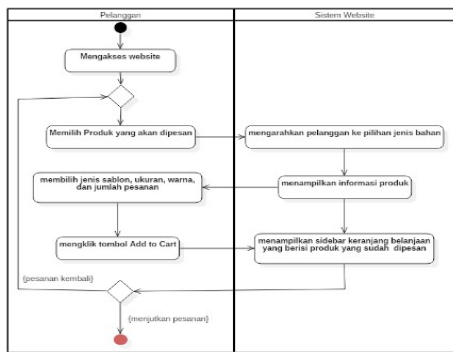 Pelanggan
Sistem Website
Mengakses website
Memilih Produk yang akan dipesan
mengarahkan pelanggan ke pilihan jenis bahan
membilih jenis sablon, ukuran, warna,
dan jumlah pesanan
menampilkan informasi produk
mengklik tombol Add to Cart
menampilkan sidebar keranjang belanjaan
yang berisi produk yang sudah dipesan
{pesanan kembali}
{menjutkan pesanan}